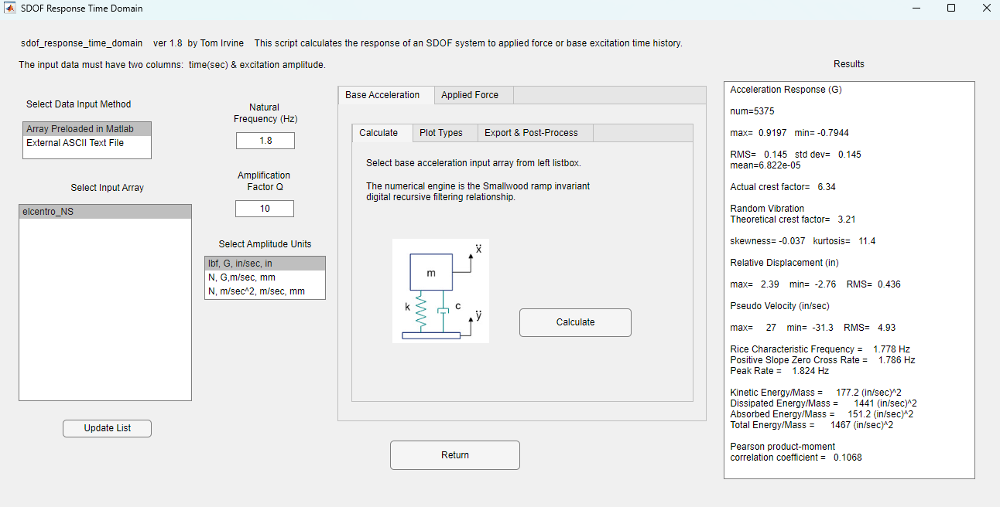 SDOF Response Time Domain
sdof_response_time_domain    ver 1.8  by Tom Irvine    This script calculates the response of an SDOF system to applied force or base excitation time history.
The input data must have two columns:  time(sec) & excitation amplitude.
Select Data Input Method
Array Preloaded in Matlab
External ASCII Text File
Select Input Array
elcentro_NS
Update List
Natural
Frequency (Hz)
1.8
Amplification
Factor Q
10
Select Amplitude Units
lbf, G, in/sec, in
N, G,m/sec, mm
N, m/sec^2, m/sec, mm
Base Acceleration
Applied Force
Calculate
Plot Types
Export & Post-Process
Select base acceleration input array from left listbox.
The numerical engine is the Smallwood ramp invariant
digital recursive filtering relationship.
ẍ
m
k
c
ÿ
Calculate
Return
Results
Acceleration Response (G)
num=5375
max=  0.9197   min= -0.7944
RMS=   0.145   std dev=   0.145
mean=6.822e-05
Actual crest factor=   6.34
Random Vibration
Theoretical crest factor=   3.21
skewness= -0.037   kurtosis=   11.4
Relative Displacement (in)
max=   2.39    min=  -2.76    RMS=  0.436
Pseudo Velocity (in/sec)
max=     27    min=  -31.3    RMS=   4.93
Rice Characteristic Frequency =    1.778 Hz
Positive Slope Zero Cross Rate =    1.786 Hz
Peak Rate =    1.824 Hz
Kinetic Energy/Mass =     177.2 (in/sec)^2
Dissipated Energy/Mass =      1441 (in/sec)^2
Absorbed Energy/Mass =     151.2 (in/sec)^2
Total Energy/Mass =      1467 (in/sec)^2
Pearson product-moment
correlation coefficient =   0.1068